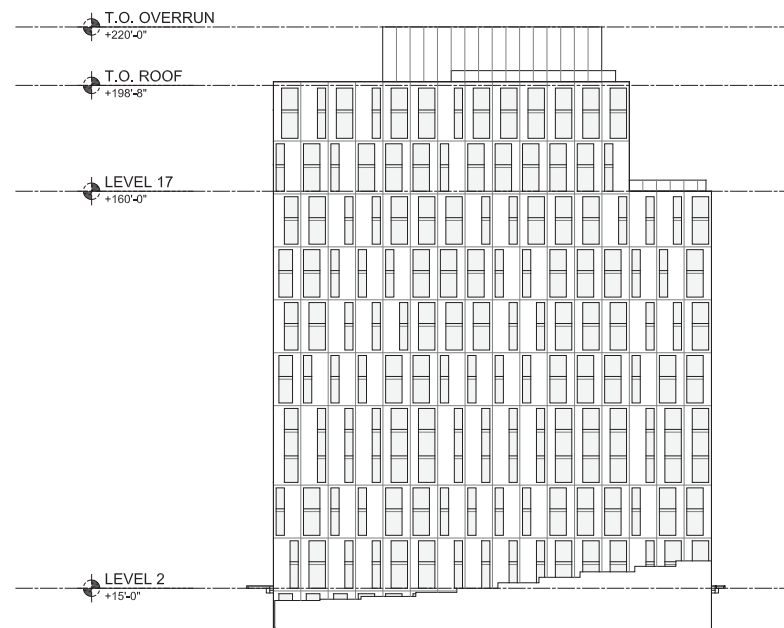 T.O. OVERRUN
+220'-0"
T.O. ROOF
+198'-8"
LEVEL 17
+160'-0"
LEVEL 2
+15'-0"